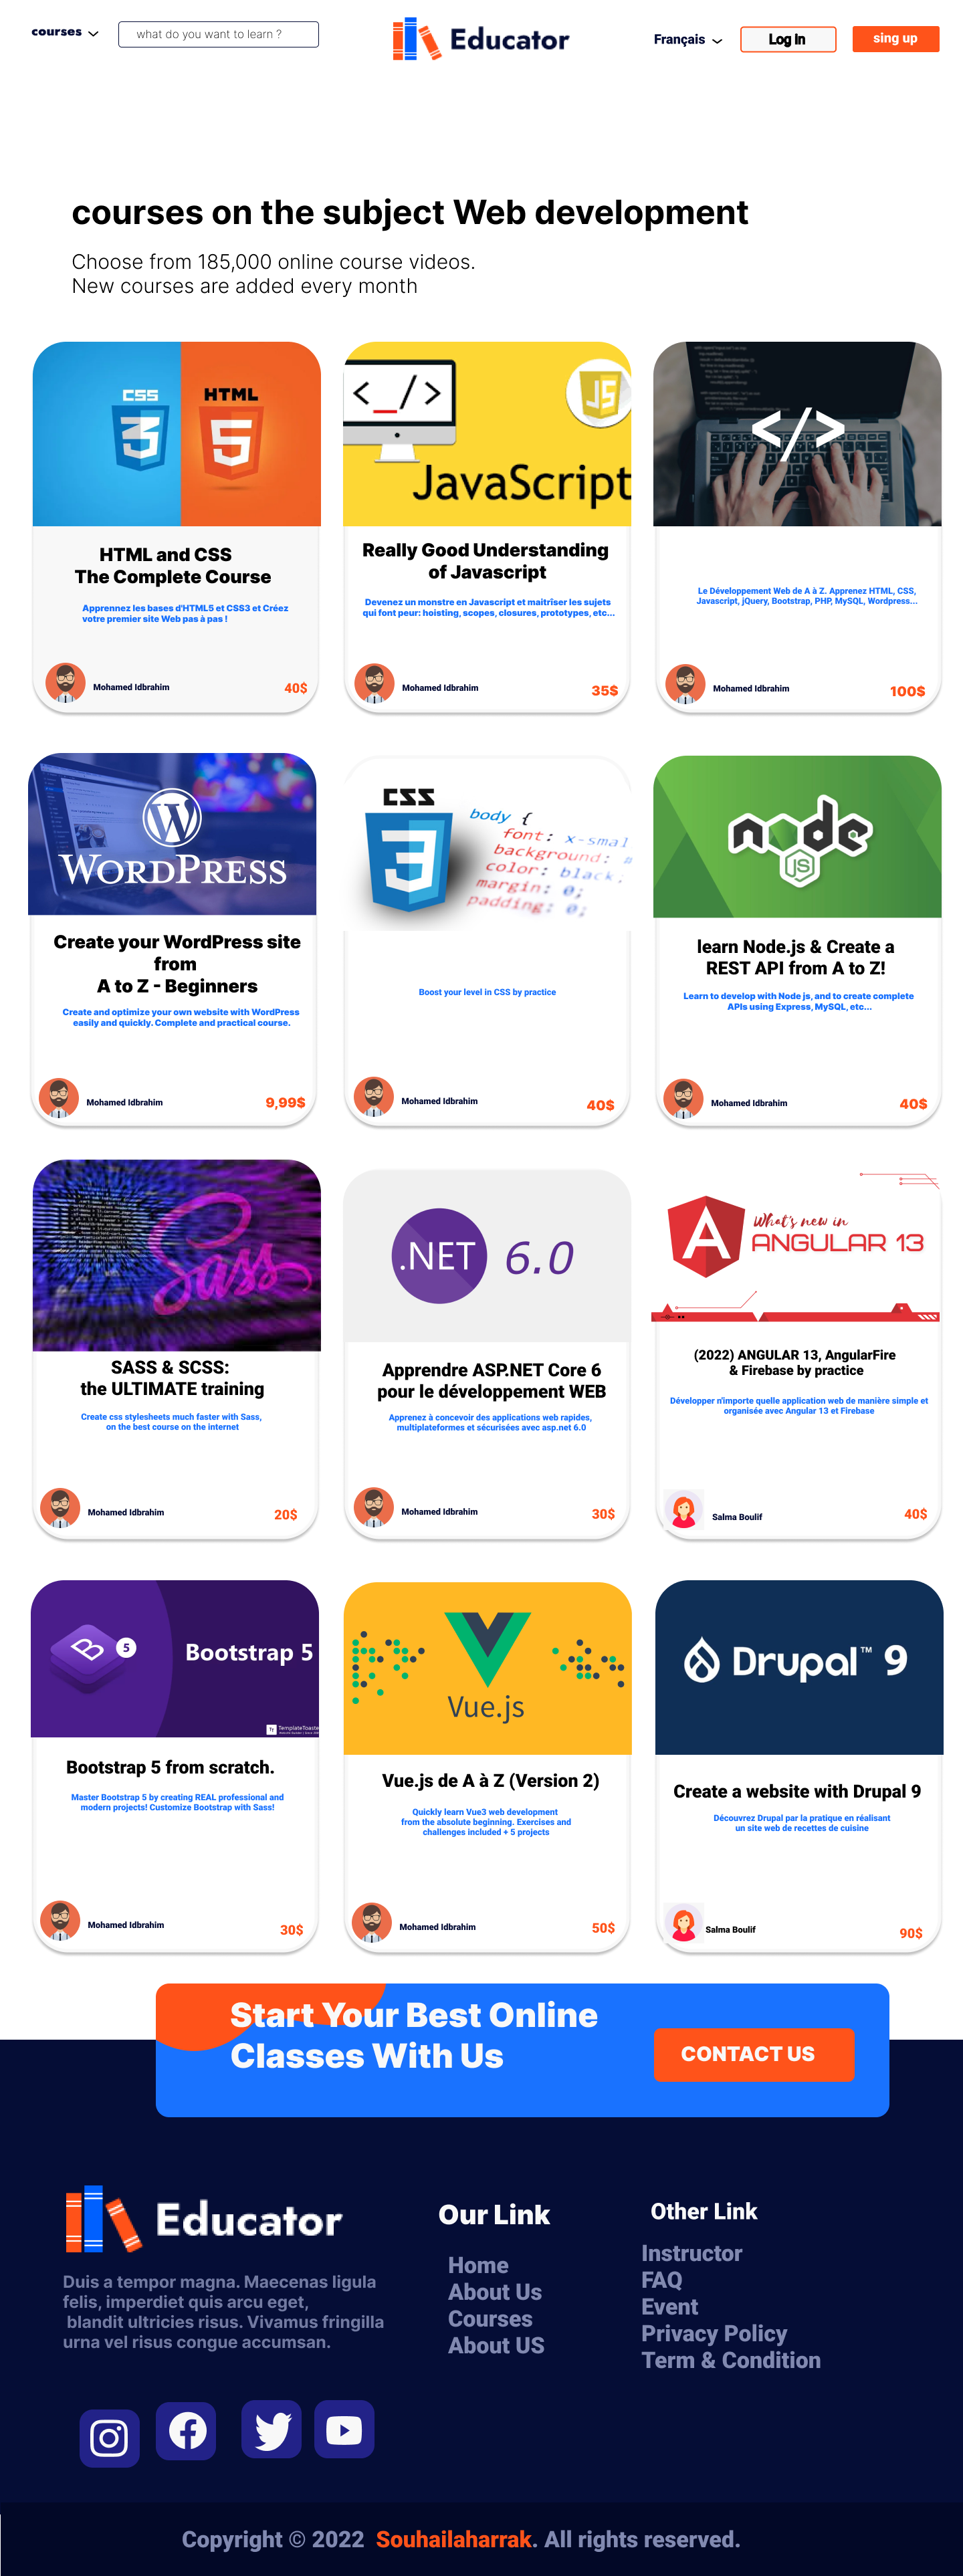 courses
what do you want to learn ?
Educator
Français
Log In
sing up
courses on the subject Web development
Choose from 185,000 online course videos.
New courses are added every month
CSS
3
HTML
5
HTML and CSS
The Complete Course
Apprennez les bases d'HTML5 et CSS3 et Créez
votre premier site Web pas à pas !
Mohamed Idbrahim
40$
< _ / >
JS
JavaScript
Really Good Understanding
of Javascript
Devenez un monstre en Javascript et maitrîser les sujets
qui font peur: hoisting, scopes, closures, prototypes, etc...
Mohamed Idbrahim
35$
</>
Le Développement Web de A à Z. Apprenez HTML, CSS,
Javascript, jQuery, Bootstrap, PHP, MySQL, Wordpress...
Mohamed Idbrahim
100$
W
WORDPRESS
Create your WordPress site
from
A to Z - Beginners
Create and optimize your own website with WordPress
easily and quickly. Complete and practical course.
Mohamed Idbrahim
9,99$
CSS
3
body {
font: x-smal
background: #
color: black.
margin: 0;
padding: 0;
Boost your level in CSS by practice
Mohamed Idbrahim
40$
node
JS
learn Node.js & Create a
REST API from A to Z!
Learn to develop with Node js, and to create complete
APIs using Express, MySQL, etc...
Mohamed Idbrahim
40$
Sass
SASS & SCSS:
the ULTIMATE training
Create css stylesheets much faster with Sass,
on the best course on the internet
Mohamed Idbrahim
20$
.NET 6.0
Apprendre ASP.NET Core 6
pour le développement WEB
Apprenez à concevoir des applications web rapides,
multiplateformes et sécurisées avec asp.net 6.0
Mohamed Idbrahim
30$
A
What's new in
ANGULAR 13
(2022) ANGULAR 13, AngularFire
& Firebase by practice
Développer n'importe quelle application web de manière simple et
organisée avec Angular 13 et Firebase
Salma Boulif
40$
B
5
Bootstrap 5
TemplateToaste
Bootstrap 5 from scratch.
Master Bootstrap 5 by creating REAL professional and
modern projects! Customize Bootstrap with Sass!
Mohamed Idbrahim
30$
Vue.js
Vue.js de A à Z (Version 2)
Quickly learn Vue3 web development
from the absolute beginning. Exercises and
challenges included + 5 projects
Mohamed Idbrahim
50$
Drupal™ 9
Create a website with Drupal 9
Découvrez Drupal par la pratique en réalisant
un site web de recettes de cuisine
Salma Boulif
90$
Start Your Best Online
Classes With Us
CONTACT US
Educator
Duis a tempor magna. Maecenas ligula
felis, imperdiet quis arcu eget,
blandit ultricies risus. Vivamus fringilla
urna vel risus congue accumsan.
Our Link
Home
About Us
Courses
About US
Other Link
Instructor
FAQ
Event
Privacy Policy
Term & Condition
Copyright © 2022 Souhailaharrak. All rights reserved.